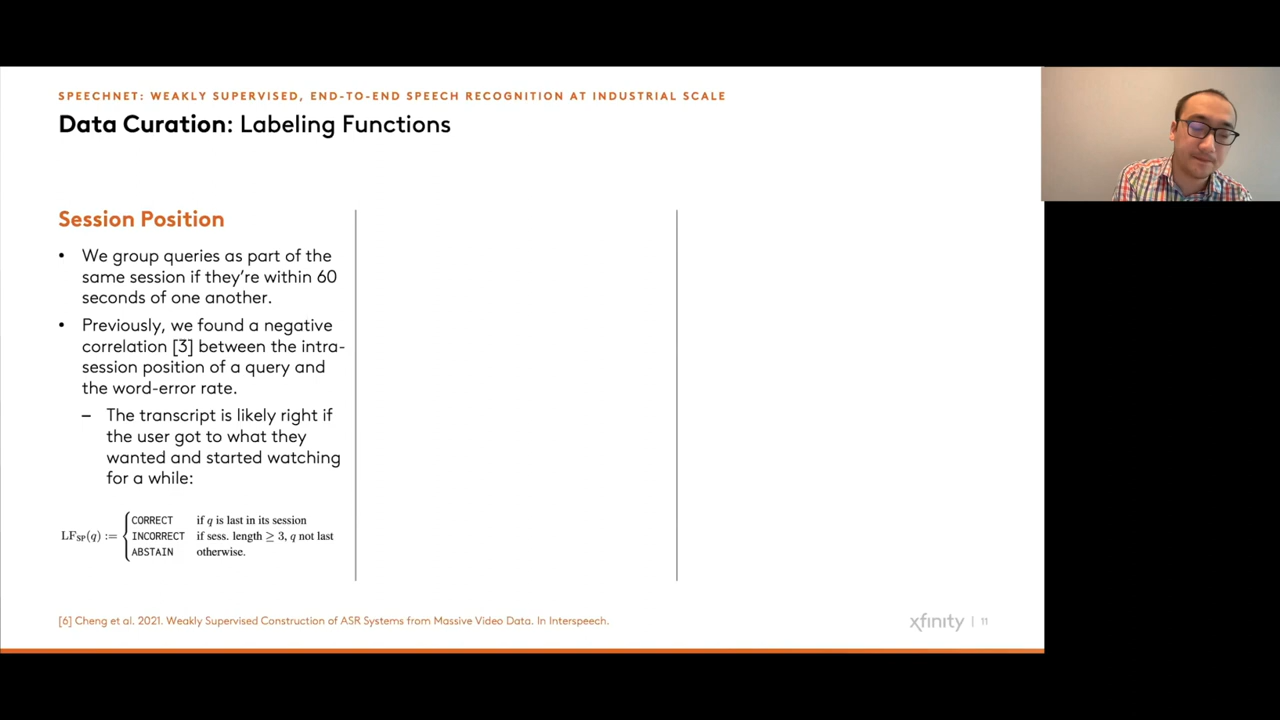 SPEECHNET: WEAKLY SUPERVISED, END-TO-END SPEECH RECOGNITION AT INDUSTRIAL SCALE
Data Curation: Labeling Functions
Session Position
• We group queries as part of the
same session if they're within 60
seconds of one another.
• Previously, we found a negative
correlation [3] between the intra-
session position of a query and
the word-error rate.
– The transcript is likely right if
the user got to what they
wanted and started watching
for a while:
CORRECT if q is last in its session
LF_SP(q) := { INCORRECT if sess. length ≥ 3, q not last
ABSTAIN otherwise.
[6] Cheng et al. 2021. Weakly Supervised Construction of ASR Systems from Massive Video Data. In Interspeech.
xfinity | 11